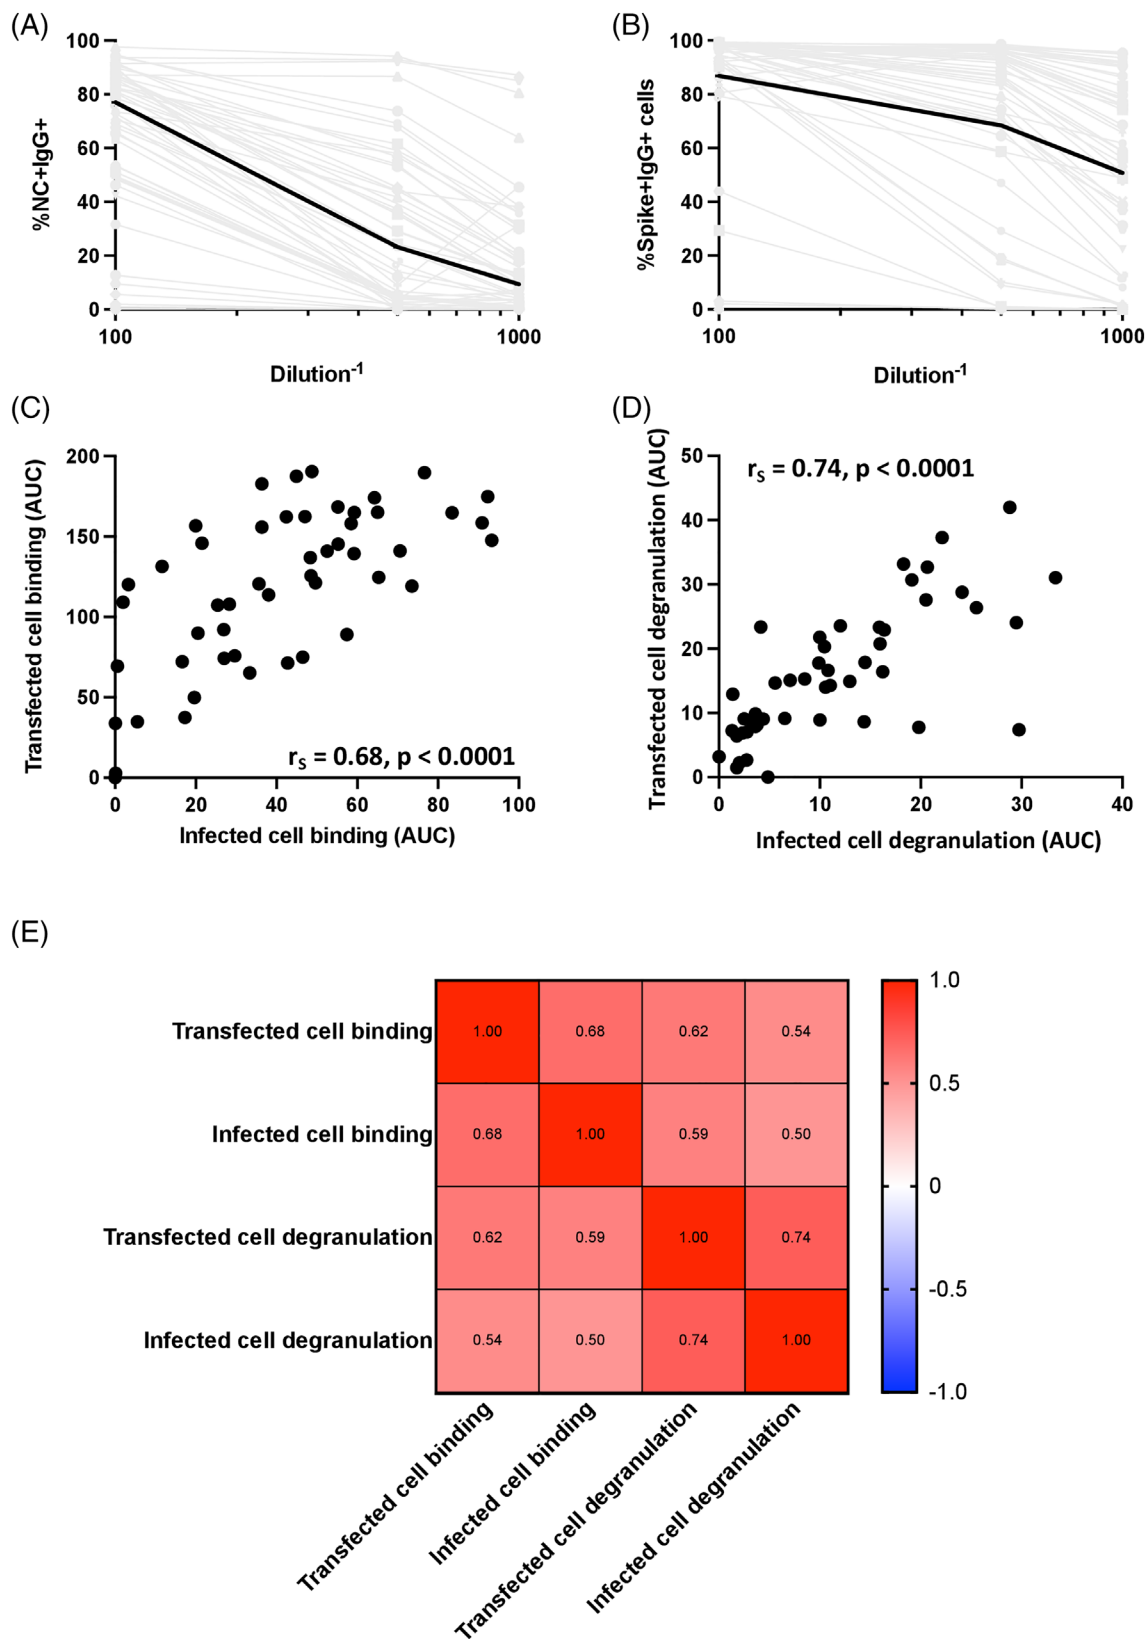 (A)
100
80
60
40
20
0
%NC+IgG+
100
1000
Dilution-1
(B)
100
80
60
40
20
0
%Spike+IgG+ cells
100
1000
Dilution-1
(C)
200
150
100
50
0
Transfected cell binding (AUC)
rS = 0.68, p < 0.0001
0 20 40 60 80 100
Infected cell binding (AUC)
(D)
50
40
30
20
10
0
Transfected cell degranulation (AUC)
rS = 0.74, p < 0.0001
0 10 20 30 40
Infected cell degranulation (AUC)
(E)
Transfected cell binding 1.00 0.68 0.62 0.54
Infected cell binding 0.68 1.00 0.59 0.50
Transfected cell degranulation 0.62 0.59 1.00 0.74
Infected cell degranulation 0.54 0.50 0.74 1.00
Transfected cell binding
Infected cell binding
Transfected cell degranulation
Infected cell degranulation
1.0
0.5
0
-0.5
-1.0